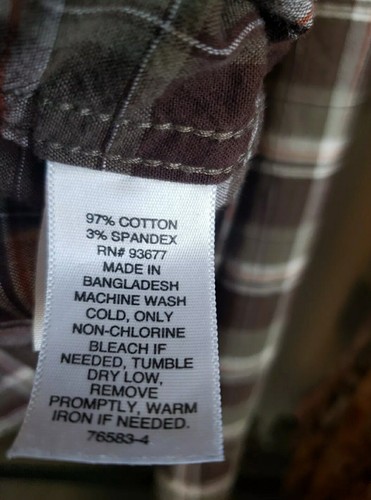 97% COTTON
3% SPANDEX
RN# 93677
MADE IN
BANGLADESH
MACHINE WASH
COLD, ONLY
NON-CHLORINE
BLEACH IF
NEEDED, TUMBLE
DRY LOW,
REMOVE
PROMPTLY, WARM
IRON IF NEEDED.
76583-4